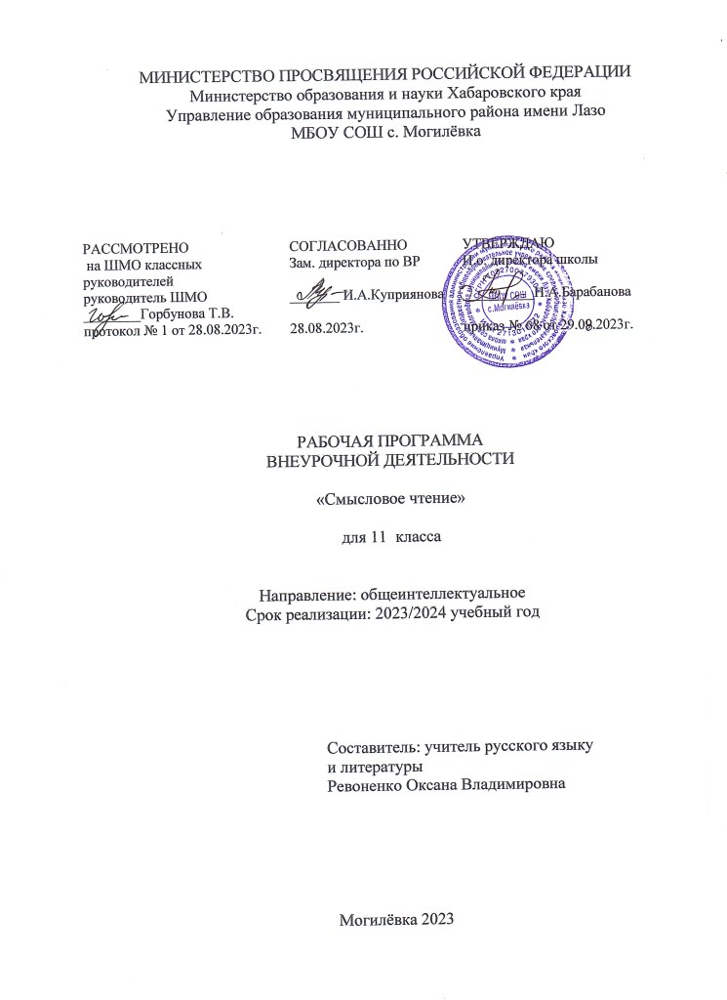 МИНИСТЕРСТВО ПРОСВЯЩЕНИЯ РОССИЙСКОЙ ФЕДЕРАЦИИ
Министерство образования и науки Хабаровского края
Управление образования муниципального района имени Лазо
МБОУ СОШ с. Могилёвка
РАССМОТРЕНО
на ШМО классных
руководителей
руководитель ШМО
Горбунова Т.В.
протокол № 1 от 28.08.2023г.
СОГЛАСОВАННО
Зам. директора по ВР
И.А.Куприянова
28.08.2023г.
УТВЕРЖДАЮ
И.о. директора школы
Н.А.Барабанова
приказ № 68 от 29.08.2023г.
СОШ
с.Могилёвка
РАБОЧАЯ ПРОГРАММА
ВНЕУРОЧНОЙ ДЕЯТЕЛЬНОСТИ
«Смысловое чтение»
для 11 класса
Направление: общеинтеллектуальное
Срок реализации: 2023/2024 учебный год
Составитель: учитель русского языку
и литературы
Ревоненко Оксана Владимировна
Могилёвка 2023